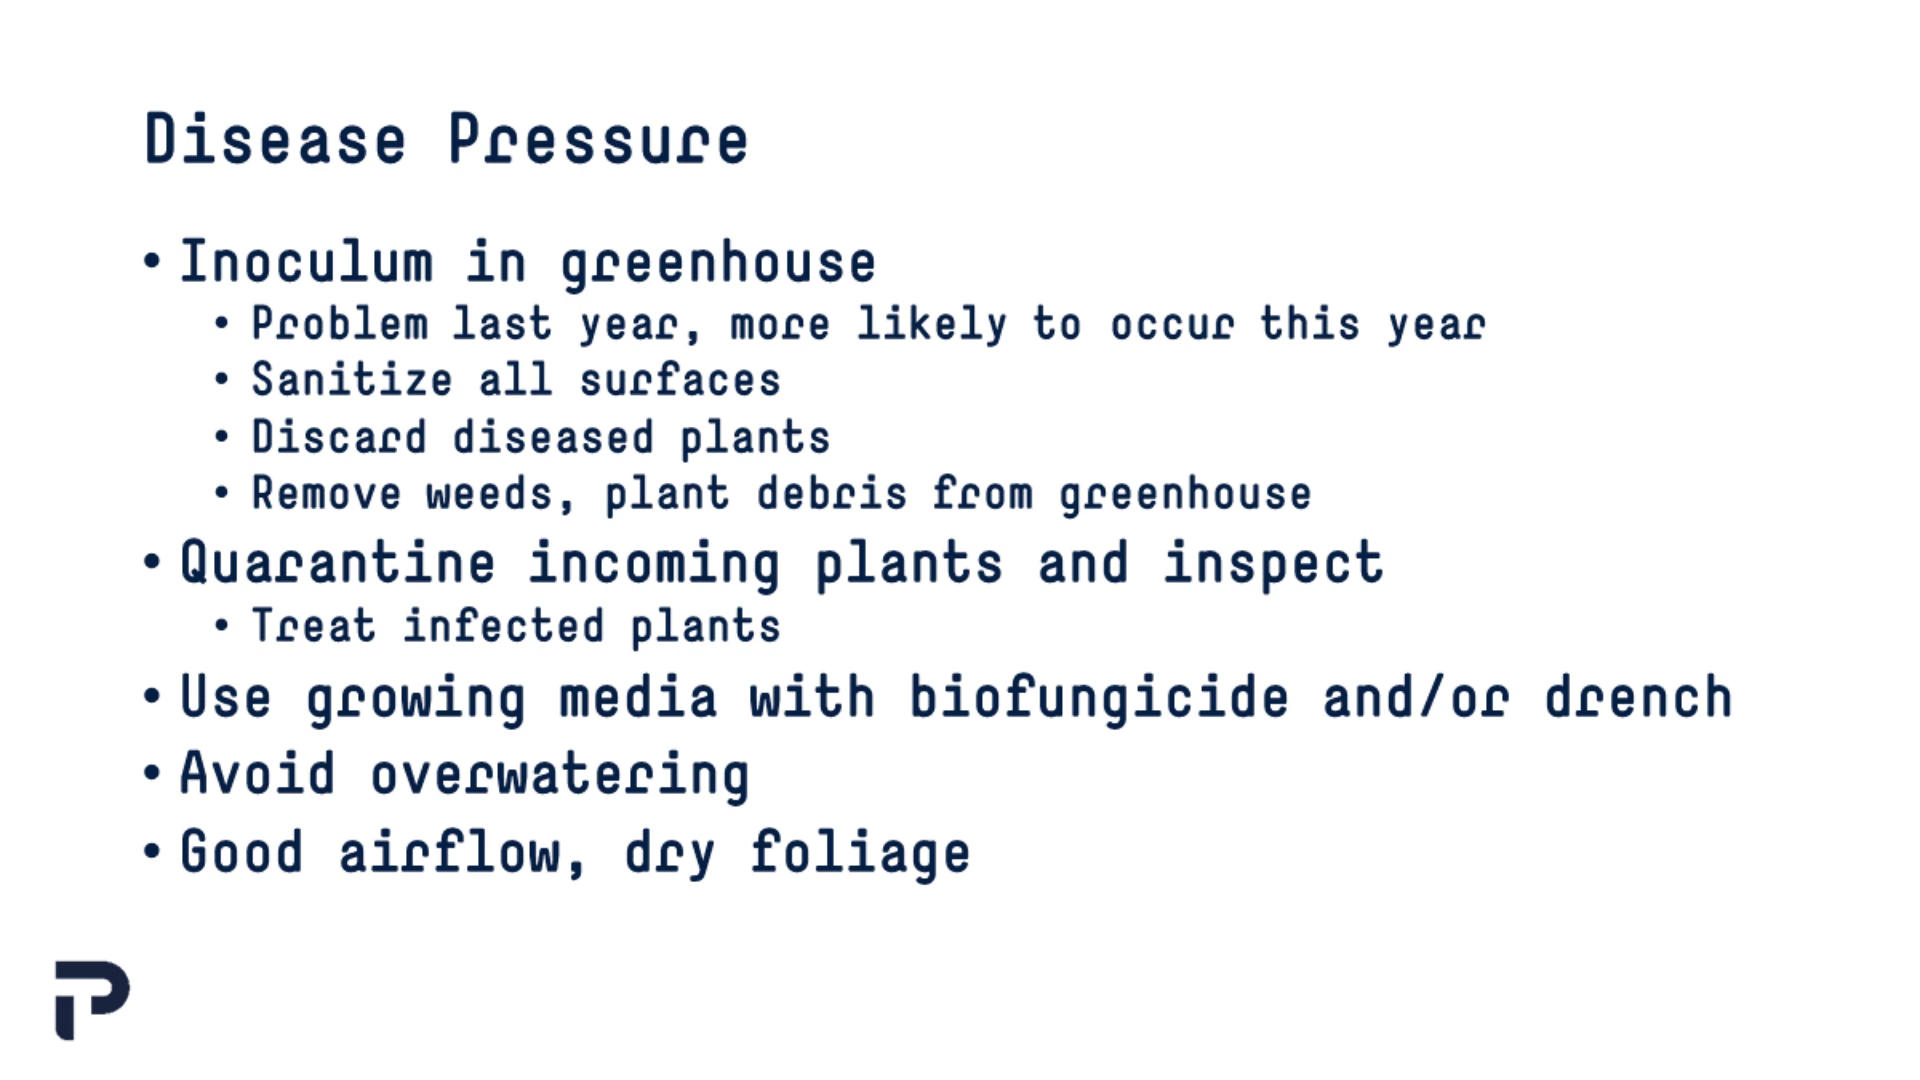 Disease Pressure
• Inoculum in greenhouse
• Problem last year, more likely to occur this year
• Sanitize all surfaces
• Discard diseased plants
• Remove weeds, plant debris from greenhouse
• Quarantine incoming plants and inspect
• Treat infected plants
• Use growing media with biofungicide and/or drench
• Avoid overwatering
• Good airflow, dry foliage
P